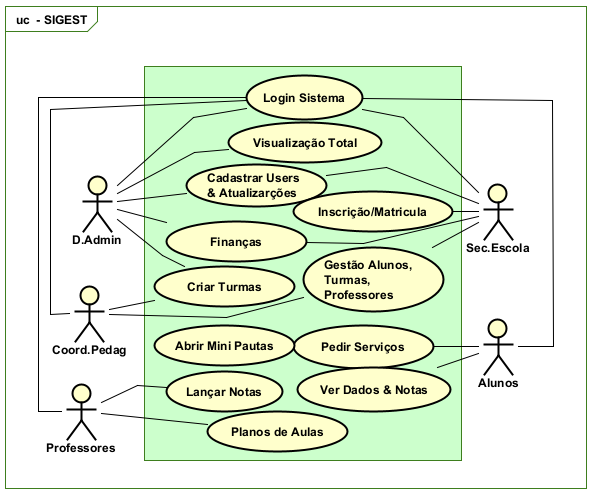 uc - SIGEST
Login Sistema
Visualização Total
Cadastrar Users
& Atualizarções
Inscrição/Matricula
D.Admin
Sec.Escola
Finanças
Gestão Alunos,
Turmas,
Professores
Criar Turmas
Coord.Pedag
Abrir Mini Pautas
Pedir Serviços
Alunos
Lançar Notas
Ver Dados & Notas
Planos de Aulas
Professores